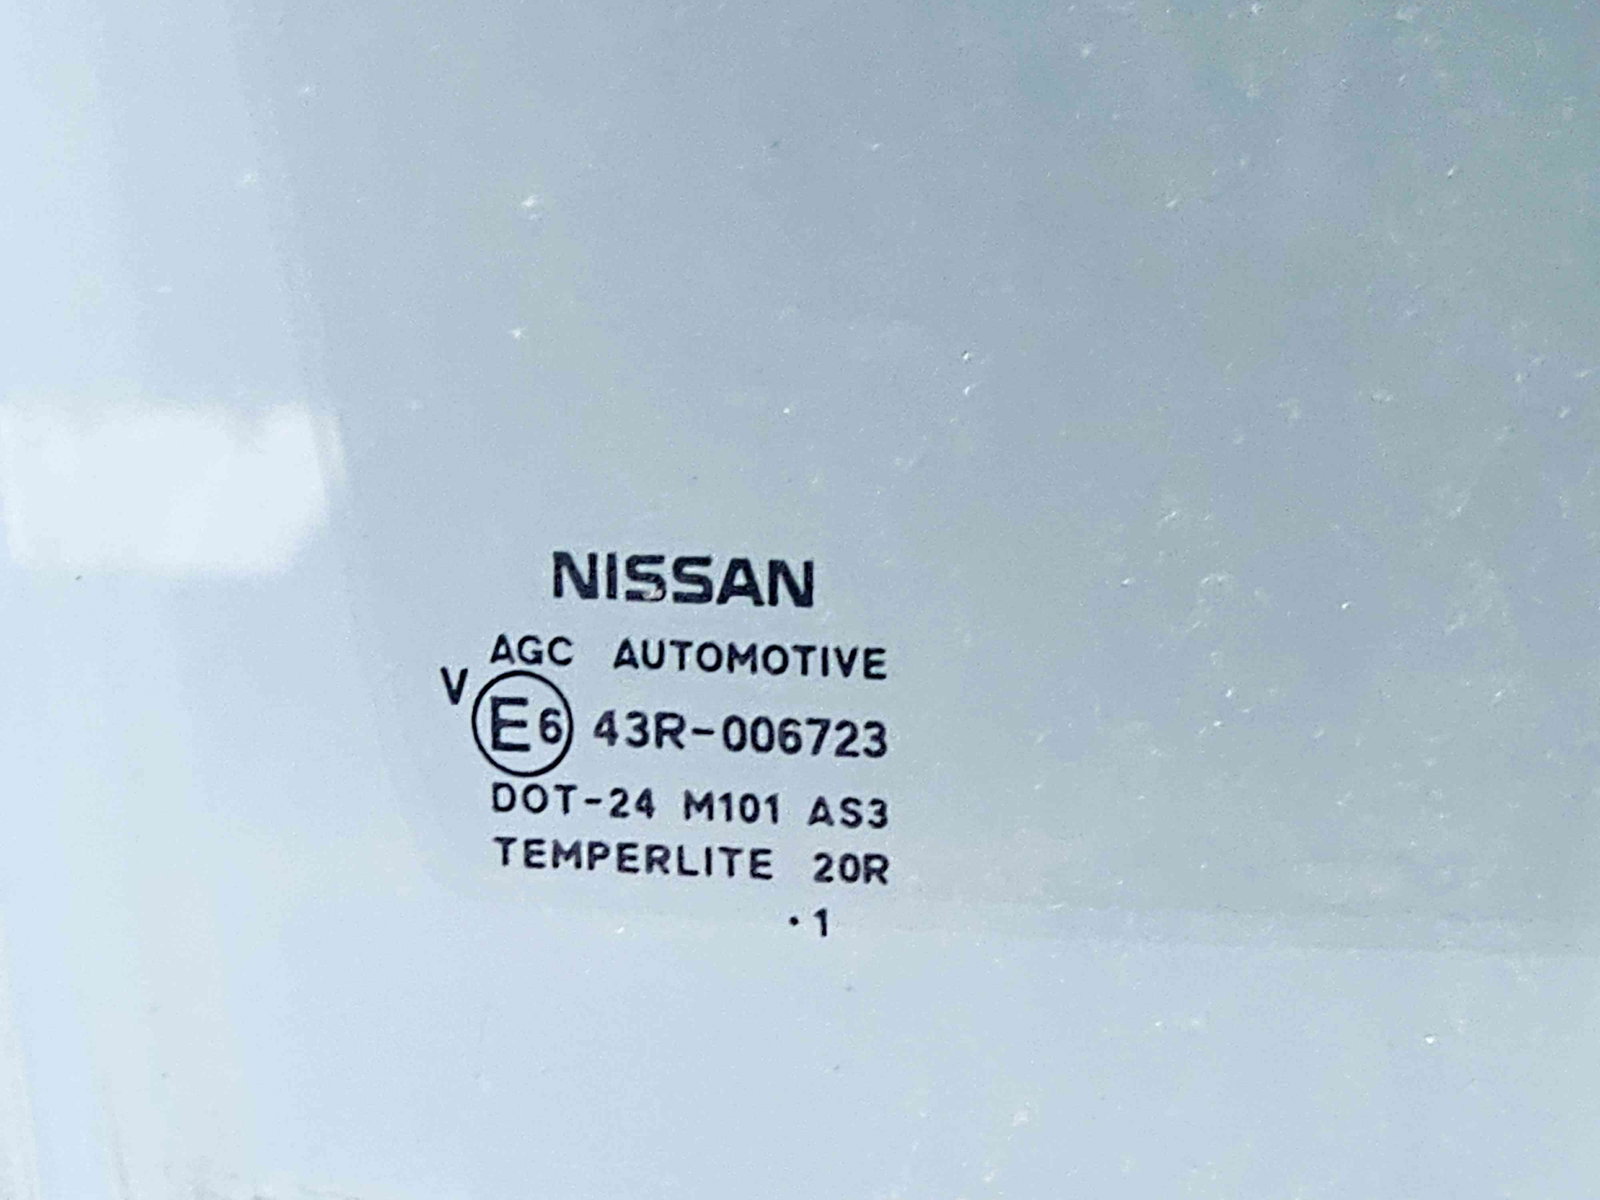 NISSAN
AGC AUTOMOTIVE
V E6 43R-006723
DOT-24 M101 AS3
TEMPERLITE 20R
·1